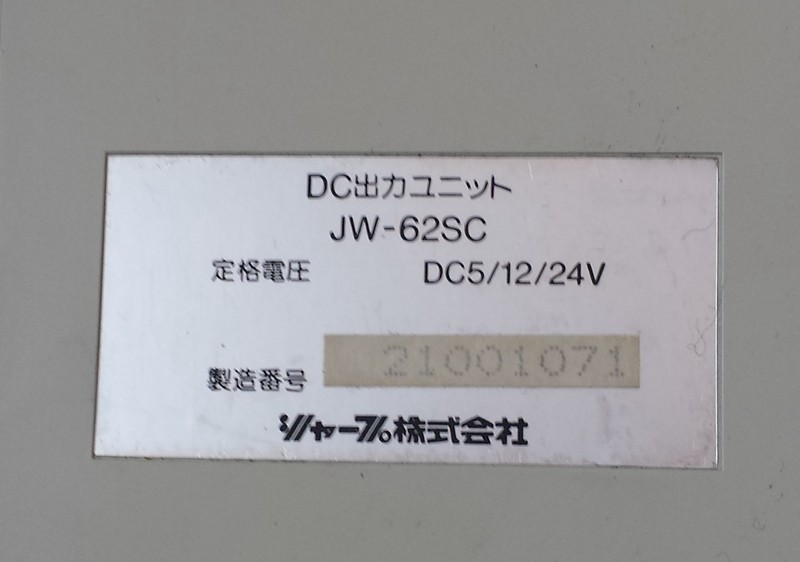 DC出力ユニット
JW-62SC
定格電圧 DC5/12/24V
製造番号 21001071
シャープ株式会社